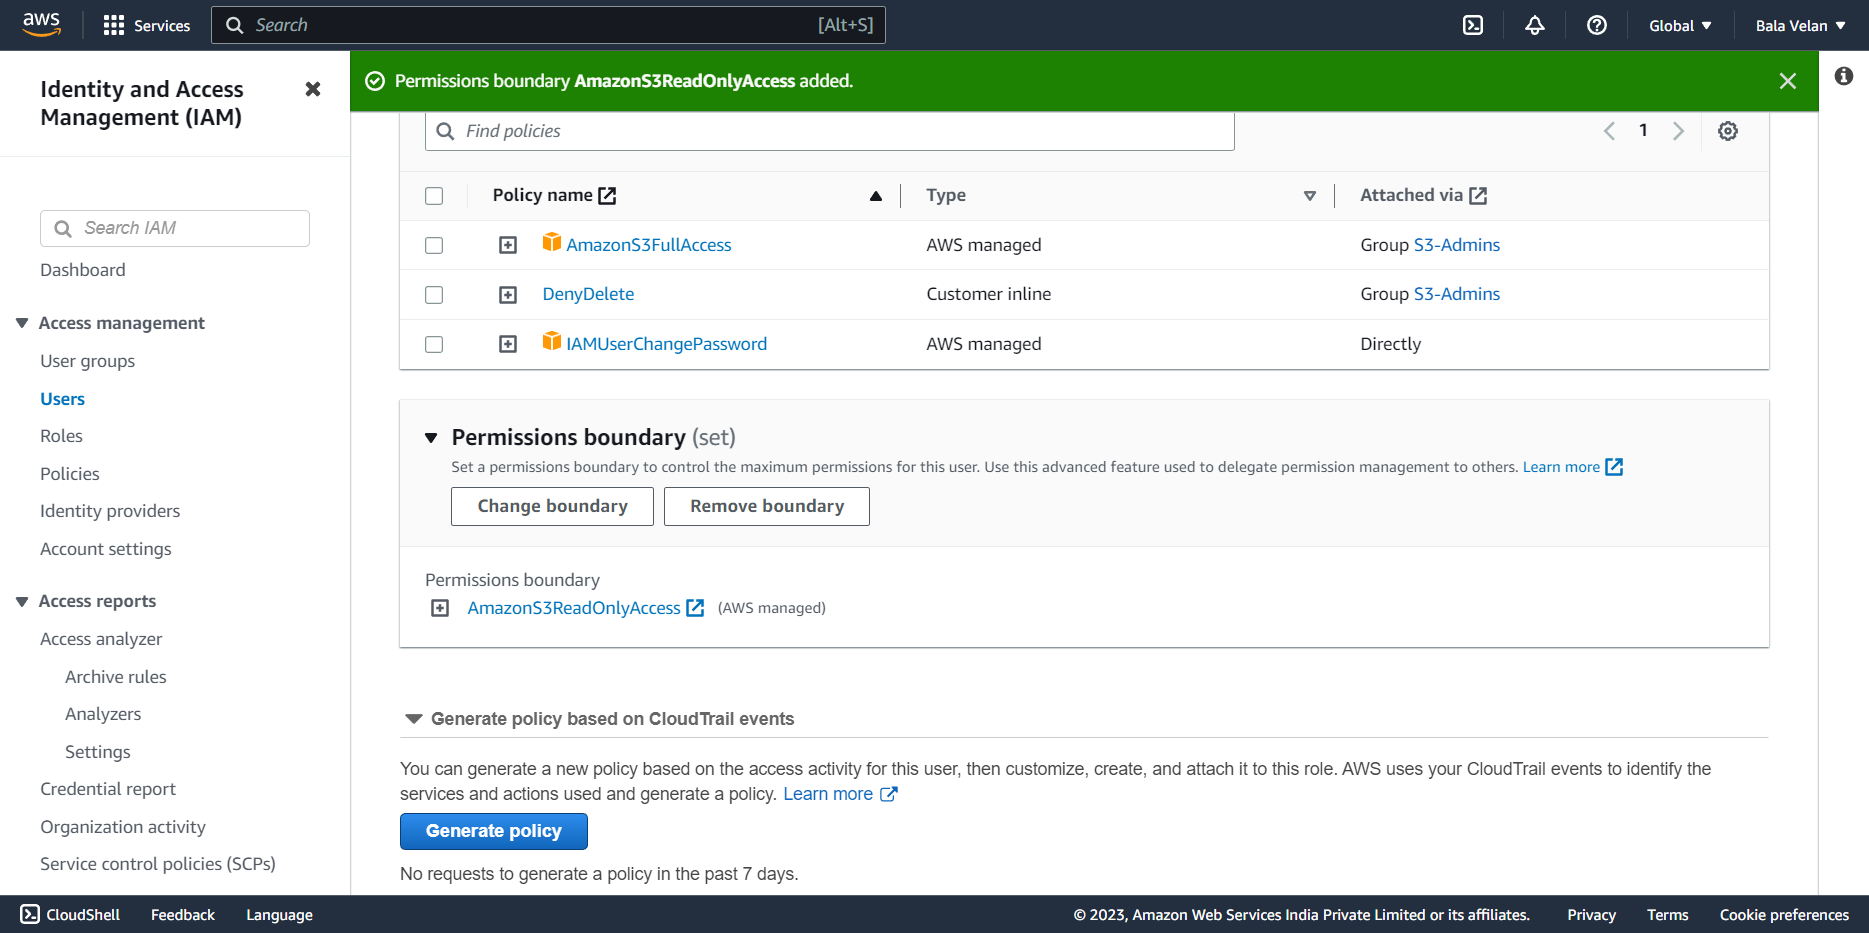 aws
Services
Search
[Alt+S]
Global
Bala Velan
Identity and Access
Management (IAM)
Search IAM
Dashboard
Access management
User groups
Users
Roles
Policies
Identity providers
Account settings
Access reports
Access analyzer
Archive rules
Analyzers
Settings
Credential report
Organization activity
Service control policies (SCPs)
Permissions boundary AmazonS3ReadOnlyAccess added.
Find policies
1
Policy name Type Attached via
AmazonS3FullAccess AWS managed Group S3-Admins
DenyDelete Customer inline Group S3-Admins
IAMUserChangePassword AWS managed Directly
Permissions boundary (set)
Set a permissions boundary to control the maximum permissions for this user. Use this advanced feature used to delegate permission management to others. Learn more
Change boundary Remove boundary
Permissions boundary
AmazonS3ReadOnlyAccess (AWS managed)
Generate policy based on CloudTrail events
You can generate a new policy based on the access activity for this user, then customize, create, and attach it to this role. AWS uses your CloudTrail events to identify the
services and actions used and generate a policy. Learn more
Generate policy
No requests to generate a policy in the past 7 days.
CloudShell Feedback Language
© 2023, Amazon Web Services India Private Limited or its affiliates. Privacy Terms Cookie preferences